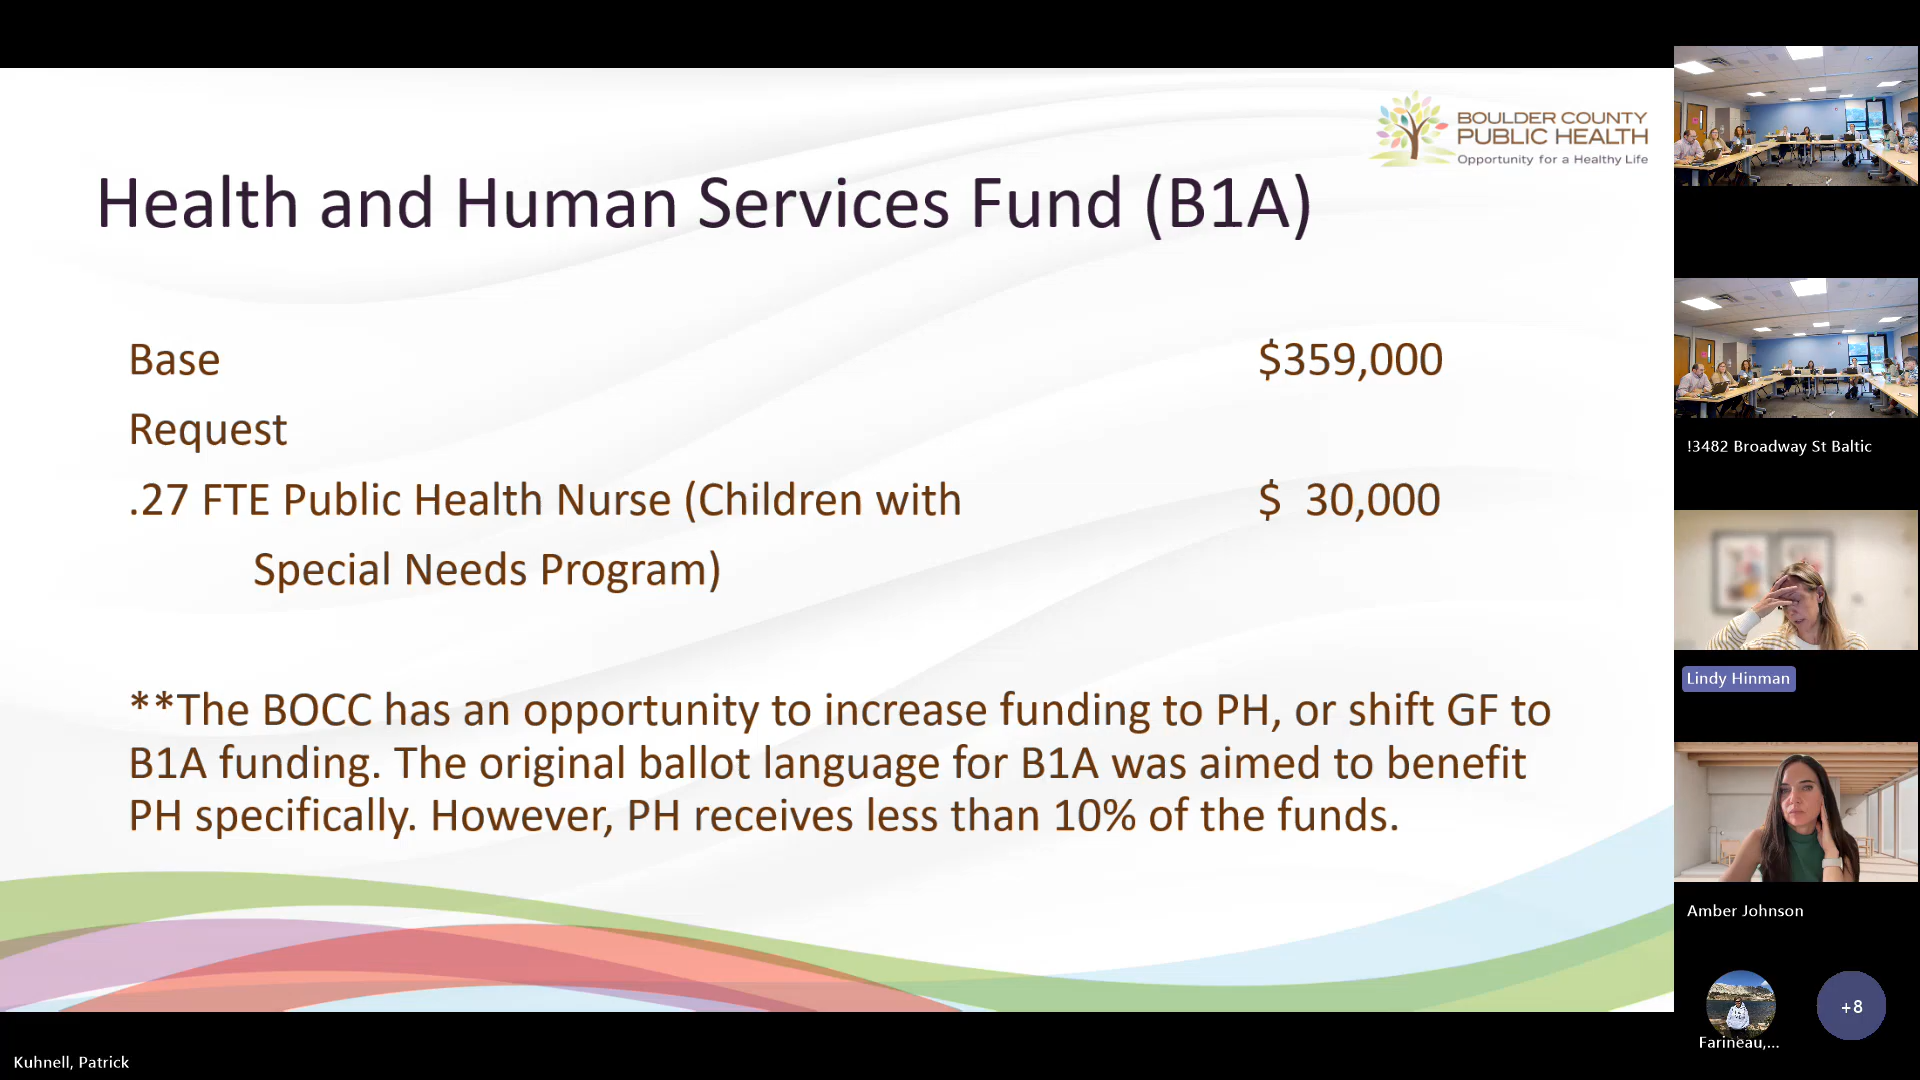 BOULDER COUNTY
PUBLIC HEALTH
Opportunity for a Healthy Life
Health and Human Services Fund (B1A)
Base $359,000
Request
.27 FTE Public Health Nurse (Children with $ 30,000
Special Needs Program)
**The BOCC has an opportunity to increase funding to PH, or shift GF to
B1A funding. The original ballot language for B1A was aimed to benefit
PH specifically. However, PH receives less than 10% of the funds.
!3482 Broadway St Baltic
Lindy Hinman
Amber Johnson
Farineau,...
+8
Kuhnell, Patrick